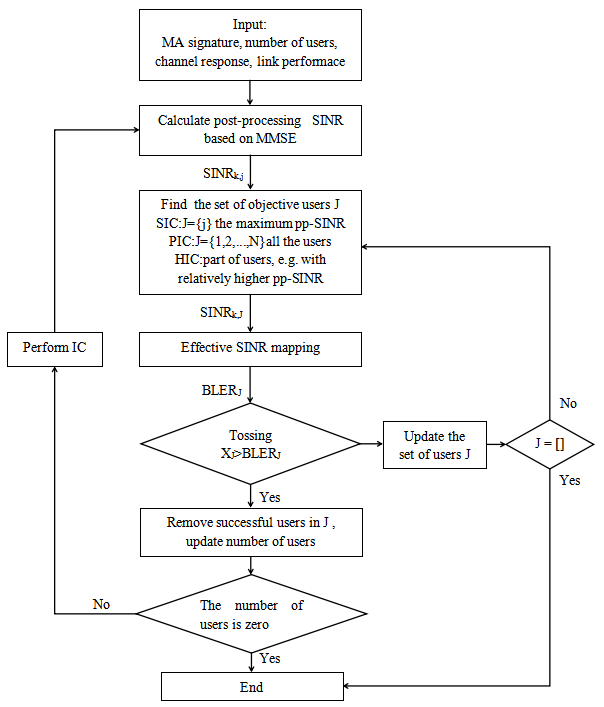 Input:
MA signature, number of users,
channel response, link performace
Calculate post-processing SINR
based on MMSE
SINRk,j
Find the set of objective users J
SIC:J={j} the maximum pp-SINR
PIC:J={1,2,...,N}all the users
HIC:part of users, e.g. with
relatively higher pp-SINR
SINRk,J
Perform IC
Effective SINR mapping
BLERJ
No
Tossing
Xj>BLERJ
Update the
set of users J
J = []
Yes
Yes
Remove successful users in J ,
update number of users
No
The number of
users is zero
Yes
End